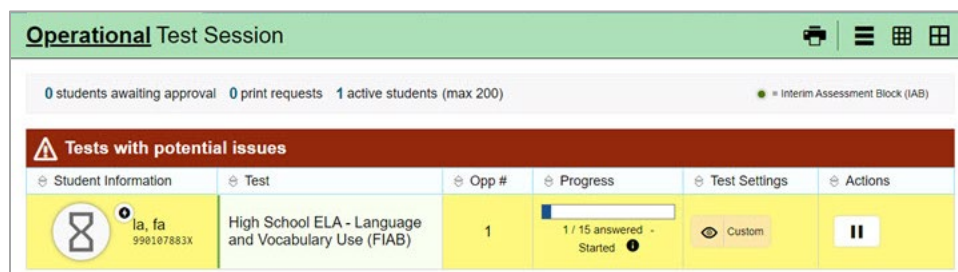 Operational Test Session
0 students awaiting approval 0 print requests 1 active students (max 200)
= Interim Assessment Block (IAB)
Tests with potential issues
Student Information Test Opp # Progress Test Settings Actions
la, fa
990107883X
High School ELA - Language
and Vocabulary Use (FIAB)
1
1 / 15 answered -
Started
Custom